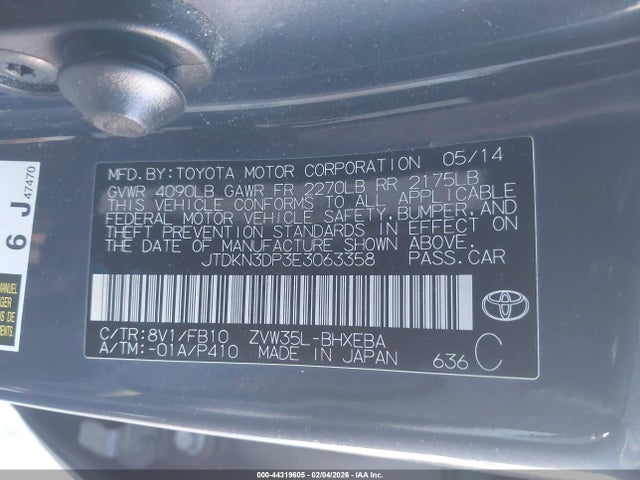 MFD. BY: TOYOTA MOTOR CORPORATION 05/14
GVWR 4090LB GAWR FR 2270LB RR 2175LB
THIS VEHICLE CONFORMS TO ALL APPLICABLE
FEDERAL MOTOR VEHICLE SAFETY, BUMPER, AND
THEFT PREVENTION STANDARDS IN EFFECT ON
THE DATE OF MANUFACTURE SHOWN ABOVE.
JTDKN3DP3E3063358 PASS. CAR
C/TR: 8V1/FB10 ZVW35L-BHXEBA
A/TM: -01A/P410 MADE IN JAPAN 636 C
6 J 47470
MANUEL
GER
000-44319605 - 02/04/2026 - IAA Inc.